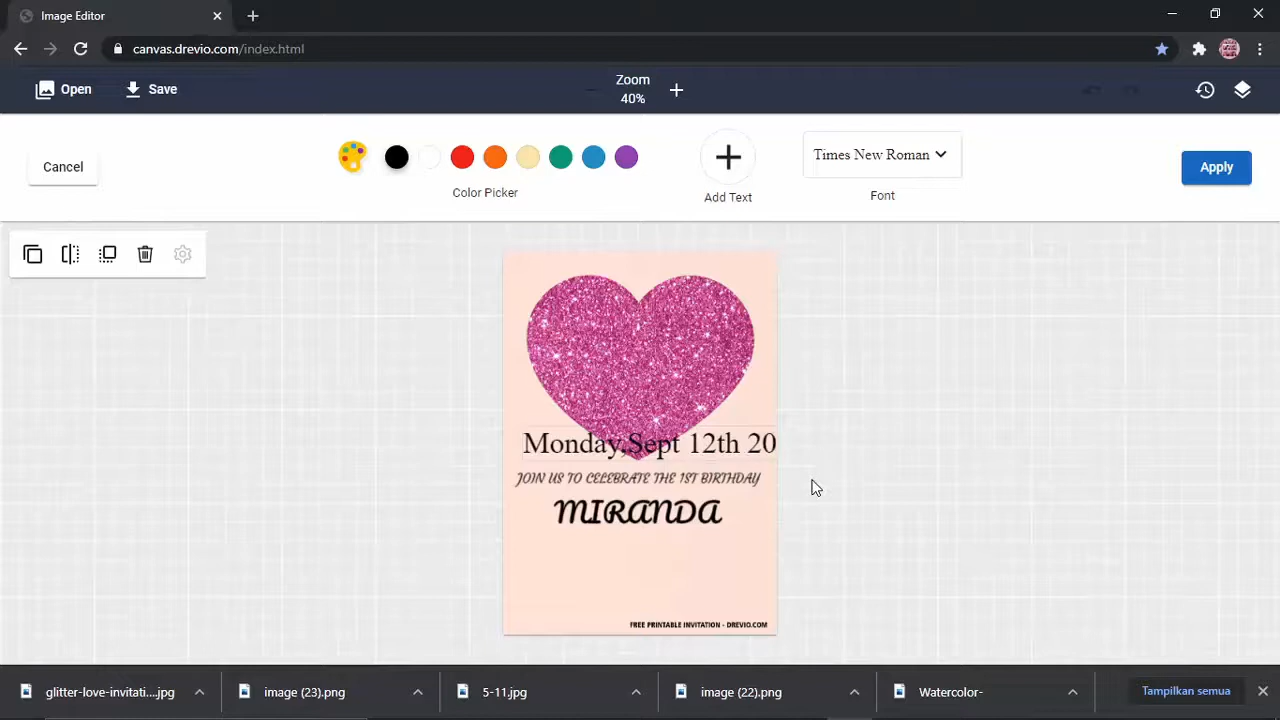 Image Editor
canvas.drevio.com/index.html
Open
Save
Zoom
40%
Cancel
Color Picker
Add Text
Times New Roman
Font
Apply
Monday,Sept 12th 20
JOIN US TO CELEBRATE THE 1ST BIRTHDAY
MIRANDA
FREE PRINTABLE INVITATION - DREVIO.COM
glitter-love-invitati....jpg
image (23).png
5-11.jpg
image (22).png
Watercolor-
Tampilkan semua